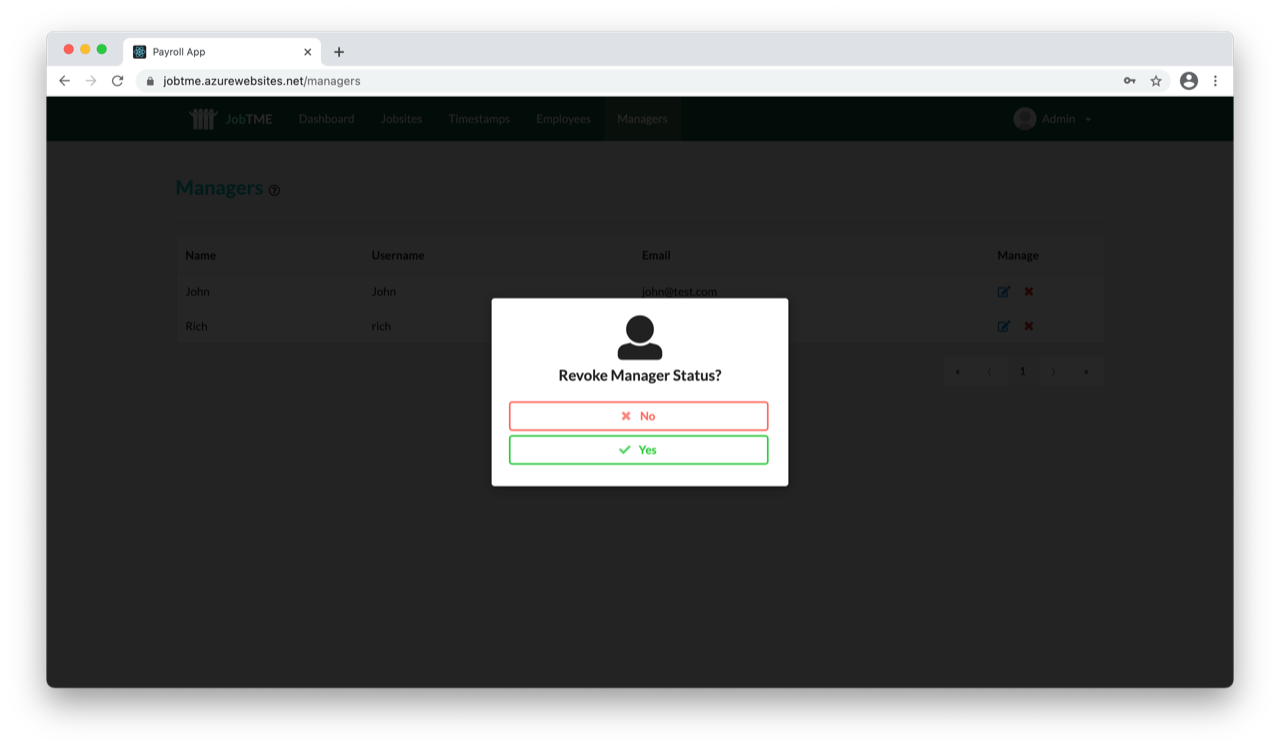 Payroll App
jobtme.azurewebsites.net/managers
JobTME Dashboard Jobsites Timestamps Employees Managers Admin
Managers
Name Username Email Manage
John John john@test.com
Rich rich
1
Revoke Manager Status?
No
Yes